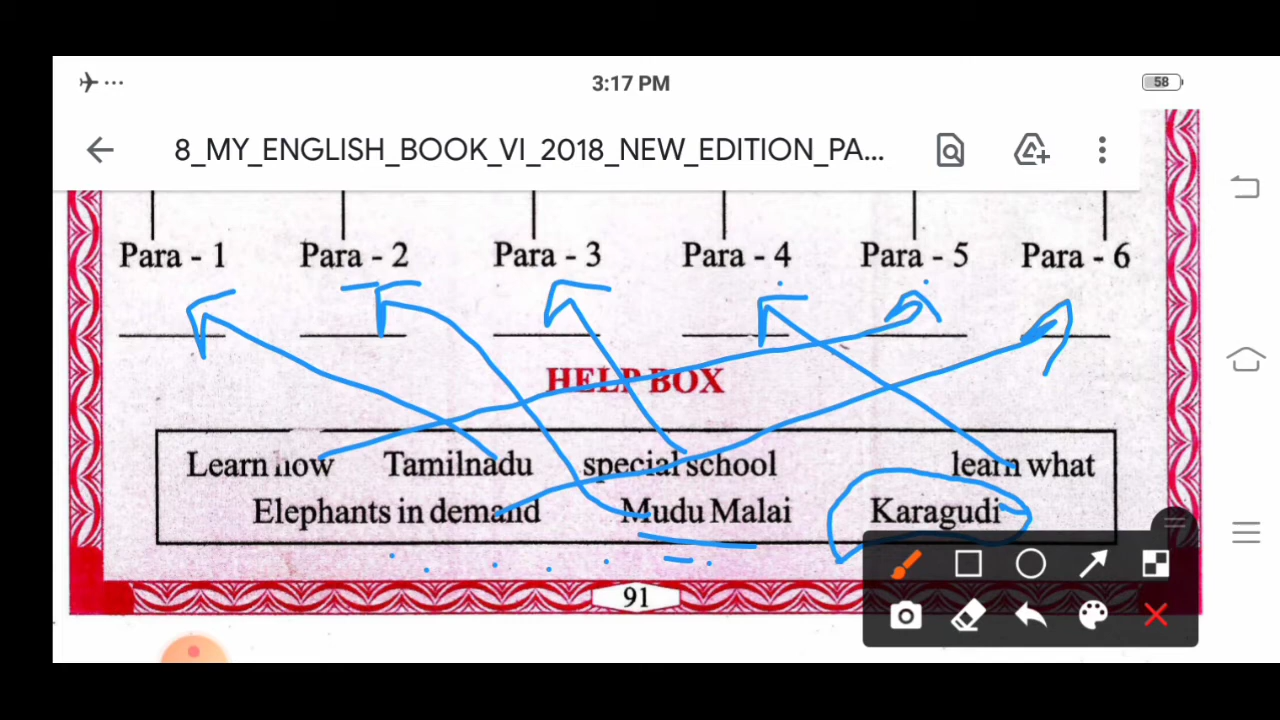 3:17 PM
58
8_MY_ENGLISH_BOOK_VI_2018_NEW_EDITION_PA...
Para - 1 Para - 2 Para - 3 Para - 4 Para - 5 Para - 6
HELP BOX
Learn how Tamilnadu special school learn what
Elephants in demand Mudu Malai Karagudi
91